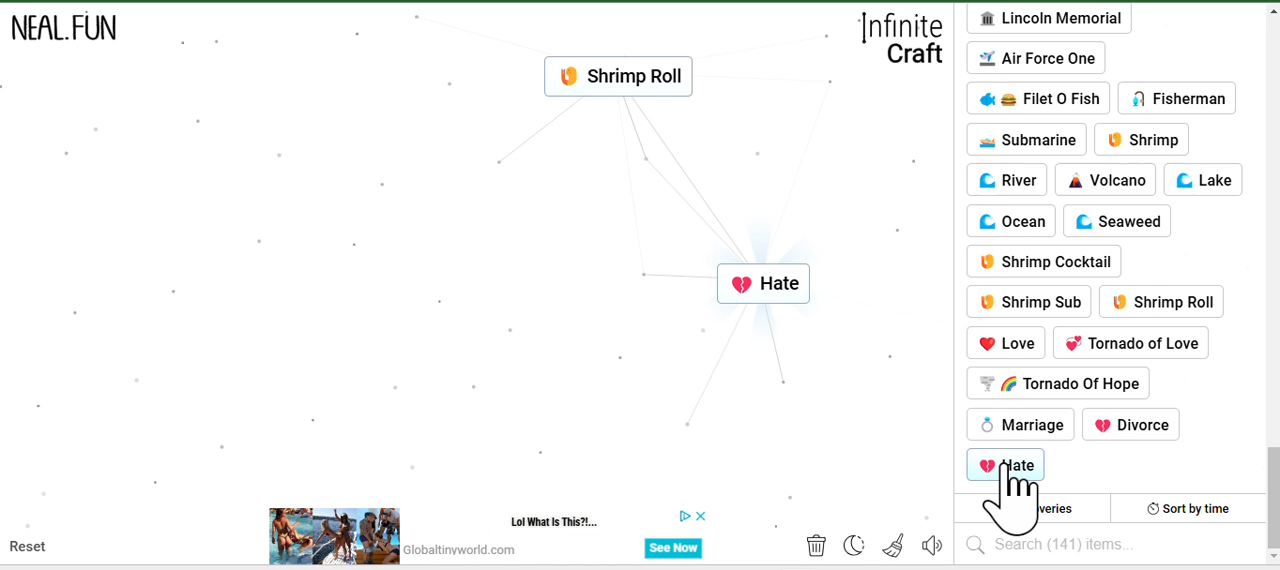 NEAL.FUN
Infinite
Craft
Shrimp Roll
Hate
Lincoln Memorial
Air Force One
Filet O Fish
Fisherman
Submarine
Shrimp
River
Volcano
Lake
Ocean
Seaweed
Shrimp Cocktail
Shrimp Sub
Shrimp Roll
Love
Tornado of Love
Tornado Of Hope
Marriage
Divorce
Hate
Sort by time
Search (141) items...
Reset
Lol What Is This?!...
Globaltinyworld.com
See Now